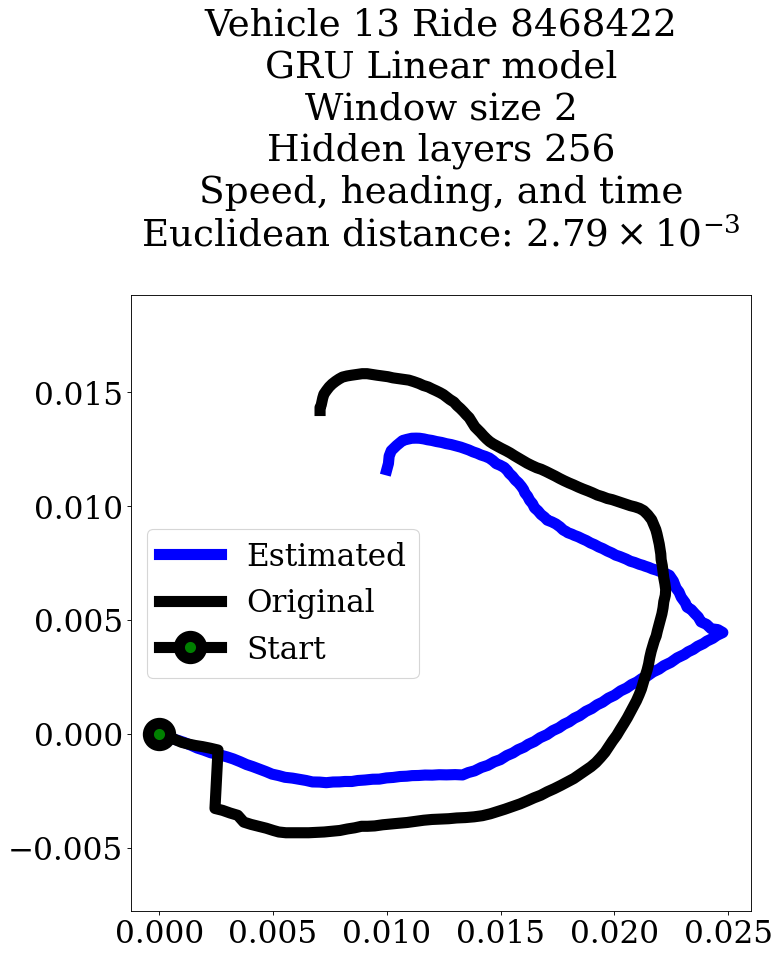 Vehicle 13 Ride 8468422
GRU Linear model
Window size 2
Hidden layers 256
Speed, heading, and time
Euclidean distance: 2.79 × 10⁻³
0.015
0.010
0.005
0.000
−0.005
Estimated
Original
Start
0.000 0.005 0.010 0.015 0.020 0.025